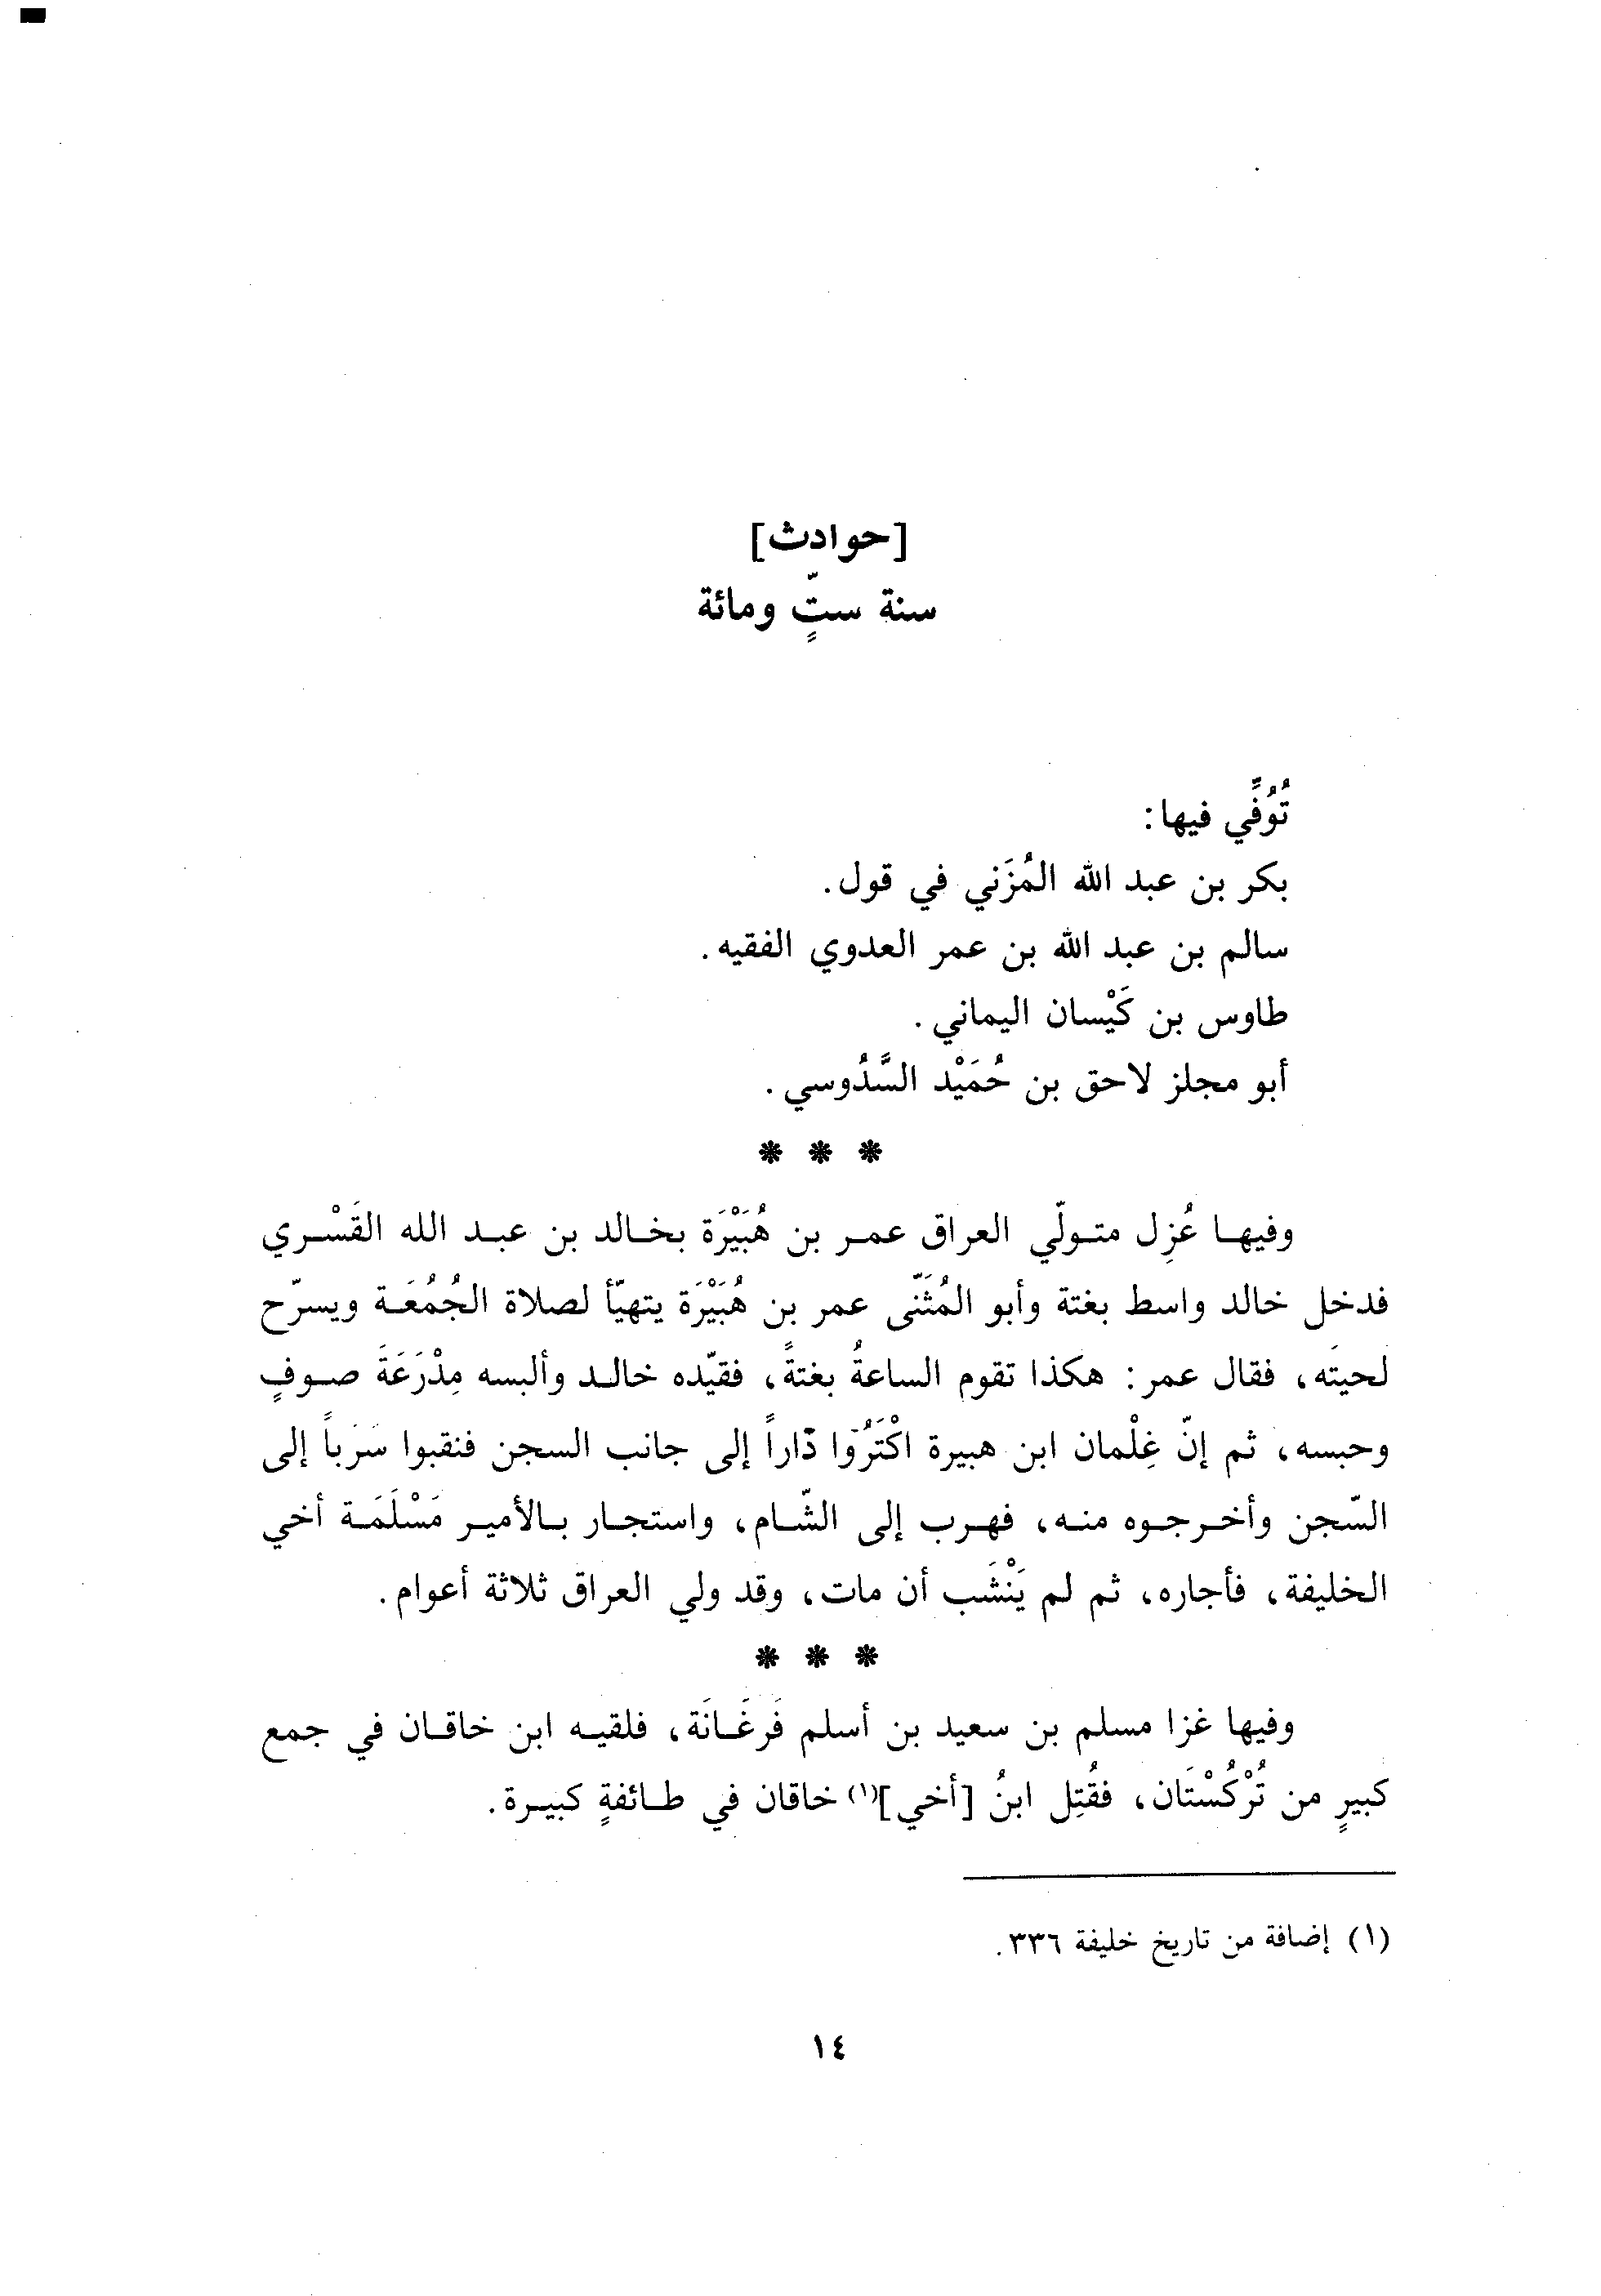 [حوادث]
سنة ستٍّ ومائة
تُوُفِّي فيها:
بكر بن عبد الله المُزَني في قول.
سالم بن عبد الله بن عمر العدوي الفقيه.
طاوس بن كَيْسان اليماني.
أبو مجلز لاحق بن حُمَيْد السَّدُوسي.
* * *
وفيها عُزِل متولّي العراق عمر بن هُبَيْرَة بخالد بن عبد الله القَسْري
فدخل خالد واسط بغتة وأبو المُثَنّى عمر بن هُبَيْرَة يتهيّأ لصلاة الجُمُعَة ويسرّح
لحيتَه، فقال عمر: هكذا تقوم الساعةُ بغتةً، فقيّده خالد وألبسه مِدْرَعَةَ صوفٍ
وحبسه، ثم إنّ غِلْمان ابن هبيرة اكْتَرُوا دَاراً إلى جانب السجن فنقبوا سَرَباً إلى
السّجن وأخرجوه منه، فهرب إلى الشّام، واستجار بالأمير مَسْلَمَة أخي
الخليفة، فأجاره، ثم لم يَنْشَب أن مات، وقد ولي العراق ثلاثة أعوام.
* * *
وفيها غزا مسلم بن سعيد بن أسلم فَرغَانَة، فلقيه ابن خاقان في جمع
كبيرٍ من تُرْكُسْتَان، فقُتِل ابنُ [أخي](١) خاقان في طائفةٍ كبيرة.
(١) إضافة من تاريخ خليفة ٣٣٦.
١٤